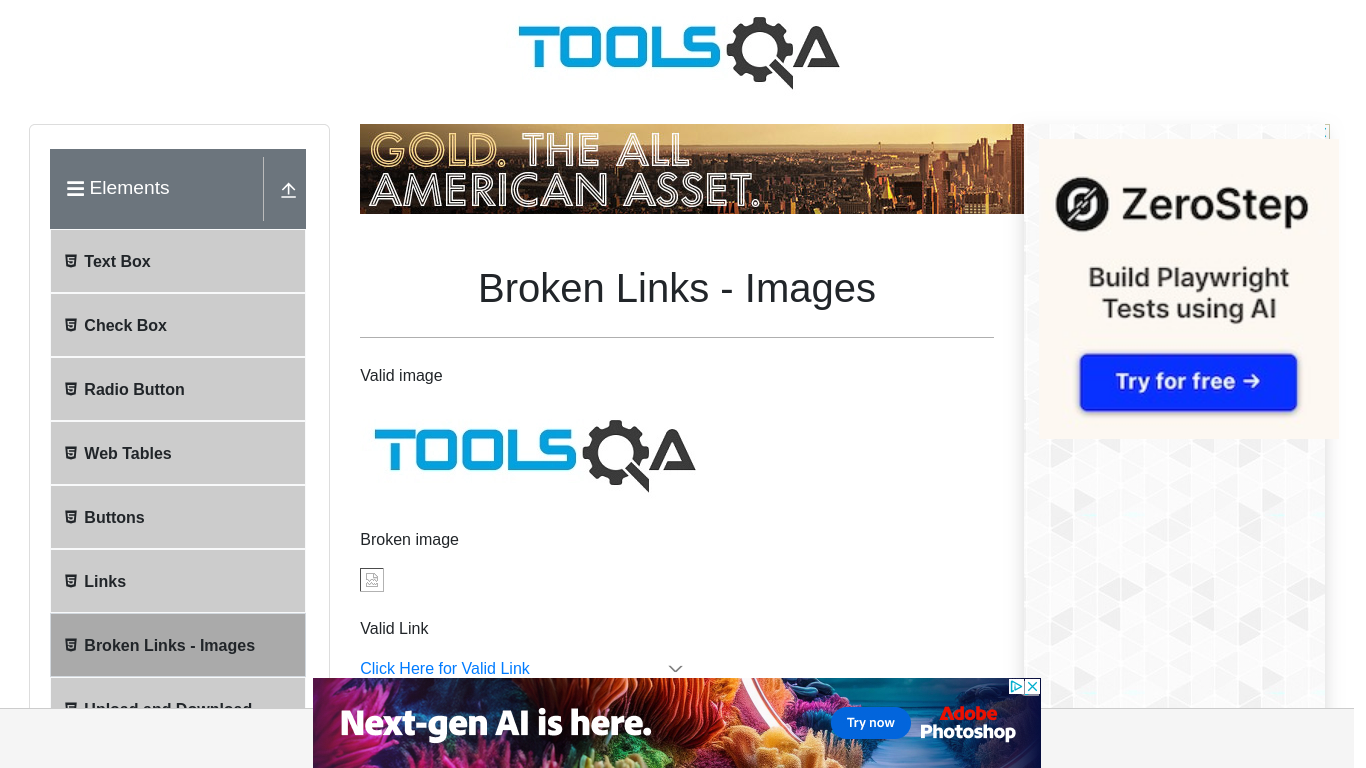 TOOLSQA
Elements
Text Box
Check Box
Radio Button
Web Tables
Buttons
Links
Broken Links - Images
Upload and Download
GOLD. THE ALL
AMERICAN ASSET.
Broken Links - Images
Valid image
TOOLSQA
Broken image
Valid Link
Click Here for Valid Link
ZeroStep
Build Playwright
Tests using AI
Try for free →
Next-gen AI is here.
Try now
Adobe
Photoshop